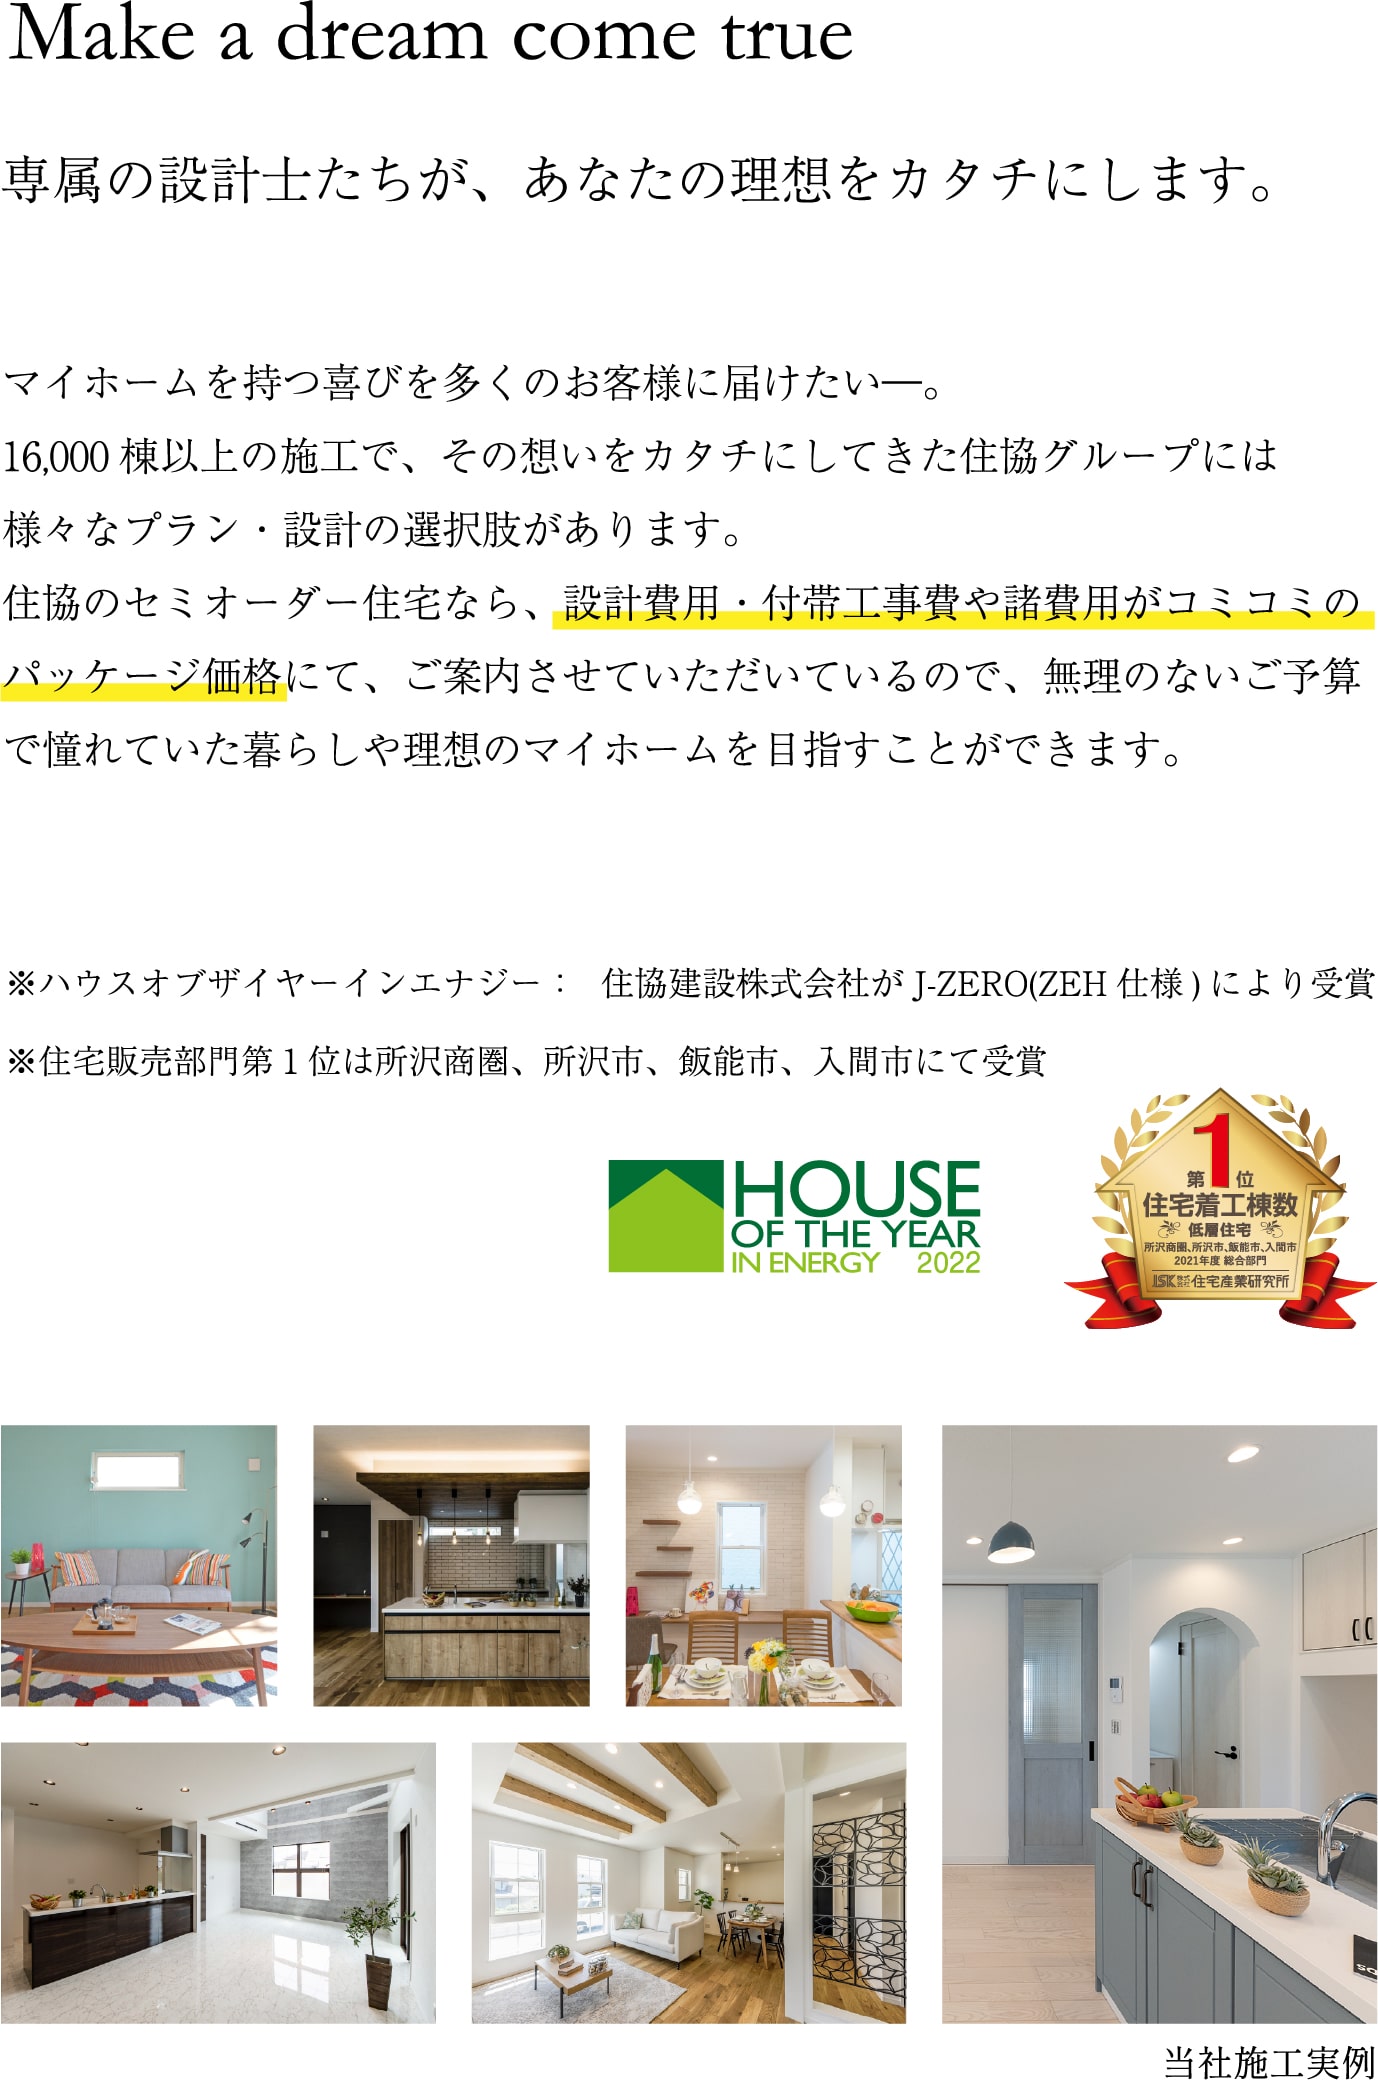 Make a dream come true
専属の設計士たちが、あなたの理想をカタチにします。
マイホームを持つ喜びを多くのお客様に届けたい―。
16,000 棟以上の施工で、その想いをカタチにしてきた住協グループには
様々なプラン・設計の選択肢があります。
住協のセミオーダー住宅なら、設計費用・付帯工事費や諸費用がコミコミの
パッケージ価格にて、ご案内させていただいているので、無理のないご予算
で憧れていた暮らしや理想のマイホームを目指すことができます。
※ハウスオブザイヤーインエナジー： 住協建設株式会社が J-ZERO(ZEH 仕様 ) により受賞
※住宅販売部門第 1 位は所沢商圏、所沢市、飯能市、入間市にて受賞
HOUSE
OF THE YEAR
IN ENERGY 2022
第1位
住宅着工棟数
低層住宅
所沢商圏、所沢市、飯能市、入間市
2021年度 総合部門
JSK 株式会社 住宅産業研究所
当社施工実例